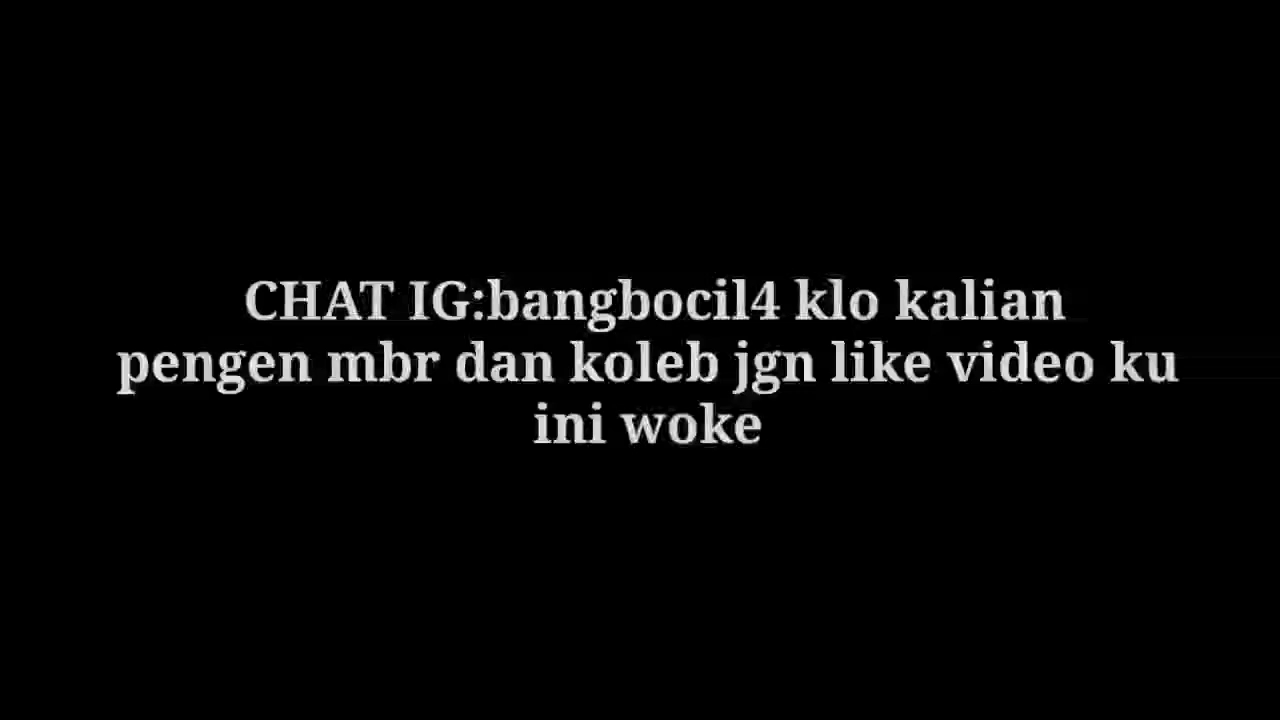 CHAT IG:bangbocil4 klo kalian
pengen mbr dan koleb jgn like video ku
ini woke